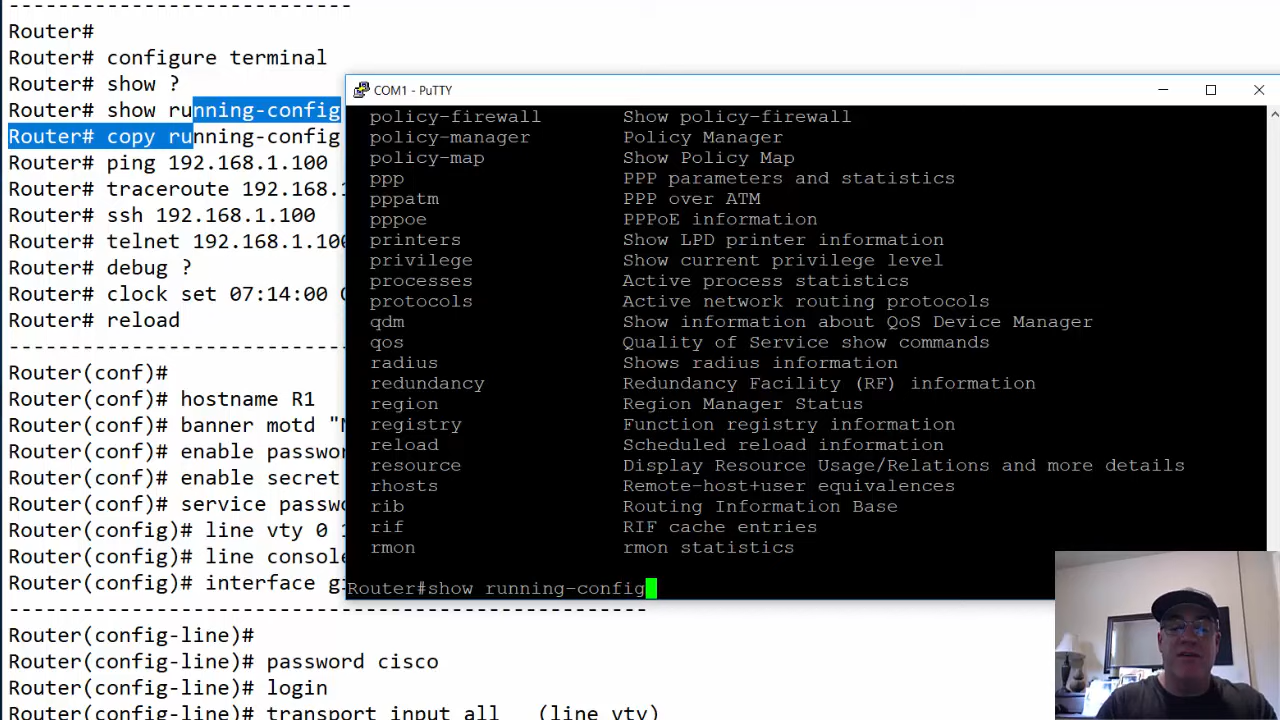 Router#
Router# configure terminal
Router# show ?
Router# show running-config
Router# copy running-config
Router# ping 192.168.1.100
Router# traceroute 192.168.1
Router# ssh 192.168.1.100
Router# telnet 192.168.1.100
Router# debug ?
Router# clock set 07:14:00
Router# reload
Router(conf)#
Router(conf)# hostname R1
Router(conf)# banner motd "
Router(conf)# enable passwor
Router(conf)# enable secret
Router(conf)# service passw
Router(config)# line vty 0 1
Router(config)# line console
Router(config)# interface gi
Router(config-line)#
Router(config-line)# password cisco
Router(config-line)# login
Router(config-line)# transport input all (line vty)
COM1 - PuTTY
policy-firewall Show policy-firewall
policy-manager Policy Manager
policy-map Show Policy Map
ppp PPP parameters and statistics
pppatm PPP over ATM
pppoe PPPoE information
printers Show LPD printer information
privilege Show current privilege level
processes Active process statistics
protocols Active network routing protocols
qdm Show information about QoS Device Manager
qos Quality of Service show commands
radius Shows radius information
redundancy Redundancy Facility (RF) information
region Region Manager Status
registry Function registry information
reload Scheduled reload information
resource Display Resource Usage/Relations and more details
rhosts Remote-host+user equivalences
rib Routing Information Base
rif RIF cache entries
rmon rmon statistics
Router#show running-config